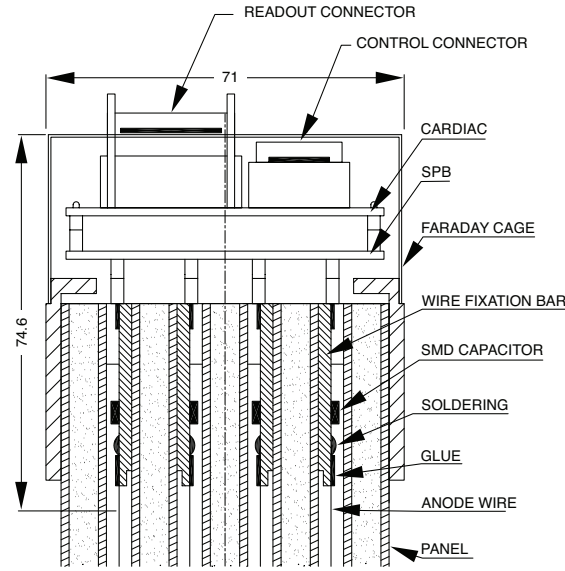 READOUT CONNECTOR
CONTROL CONNECTOR
71
CARDIAC
SPB
FARADAY CAGE
WIRE FIXATION BAR
74.6
SMD CAPACITOR
SOLDERING
GLUE
ANODE WIRE
PANEL